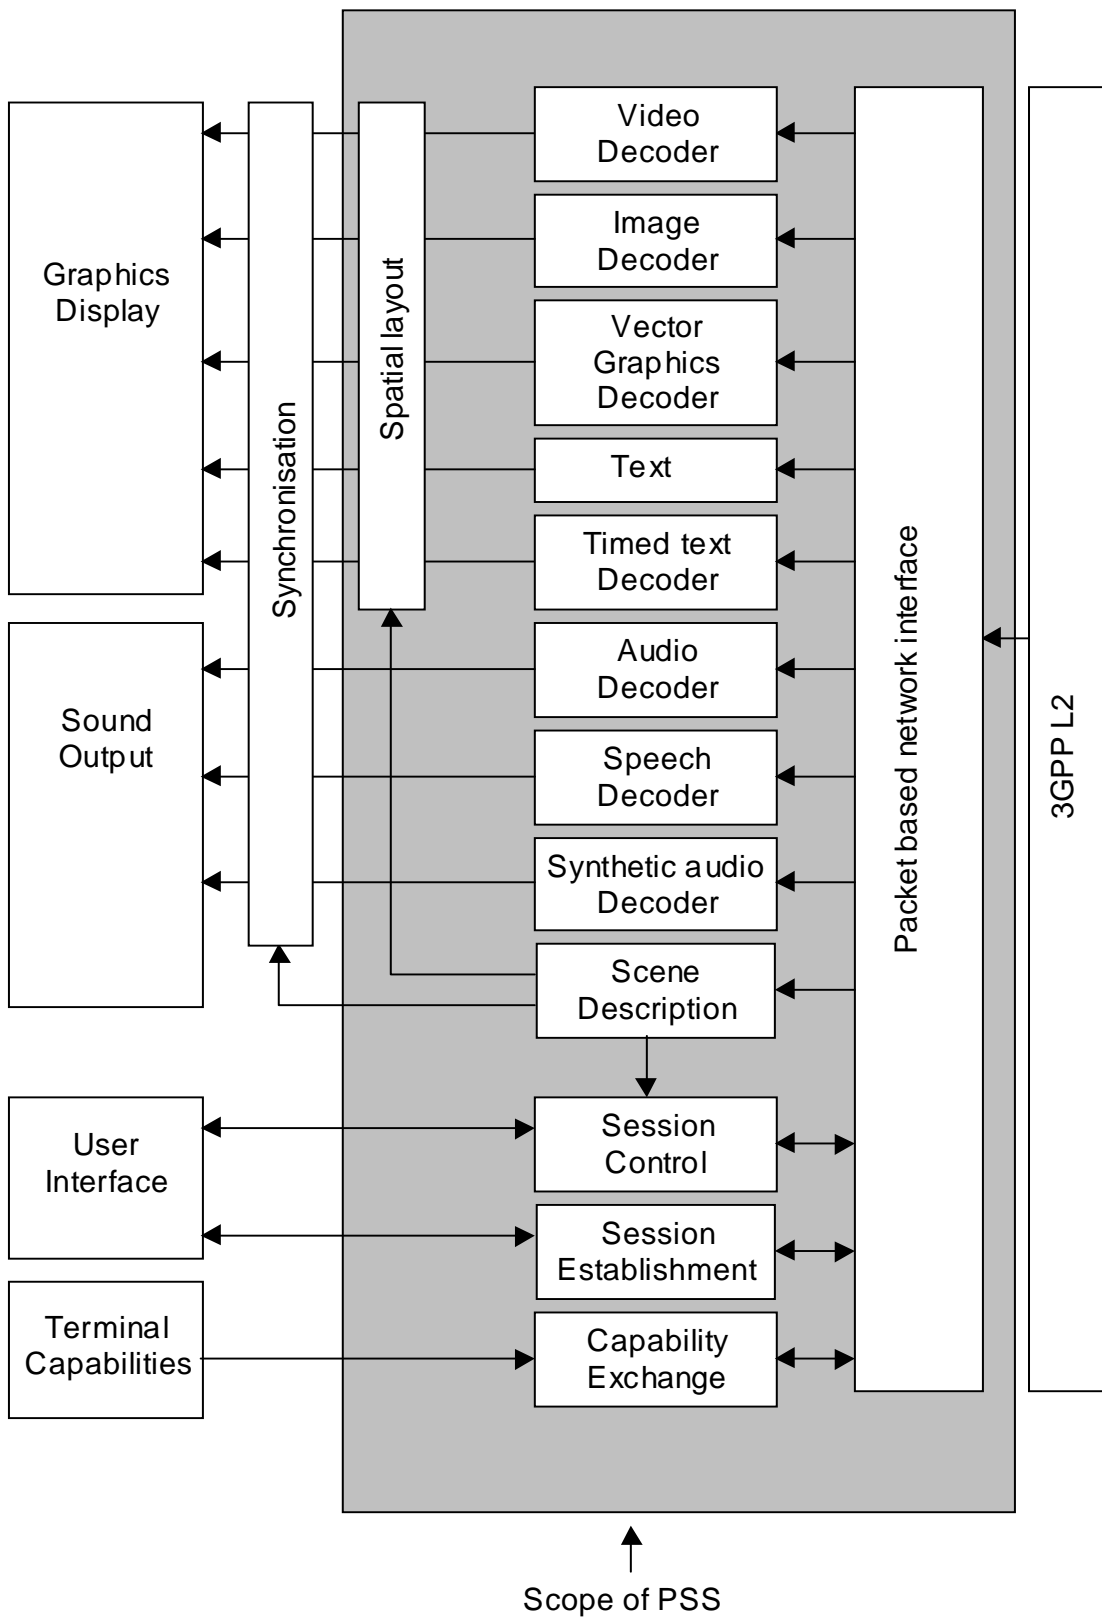 Video
Decoder
Image
Decoder
Vector
Graphics
Decoder
Text
Timed text
Decoder
Audio
Decoder
Speech
Decoder
Synthetic audio
Decoder
Scene
Description
Session
Control
Session
Establishment
Capability
Exchange
Graphics
Display
Sound
Output
User
Interface
Terminal
Capabilities
Synchronisation
Spatial layout
Packet based network interface
3GPP L2
Scope of PSS